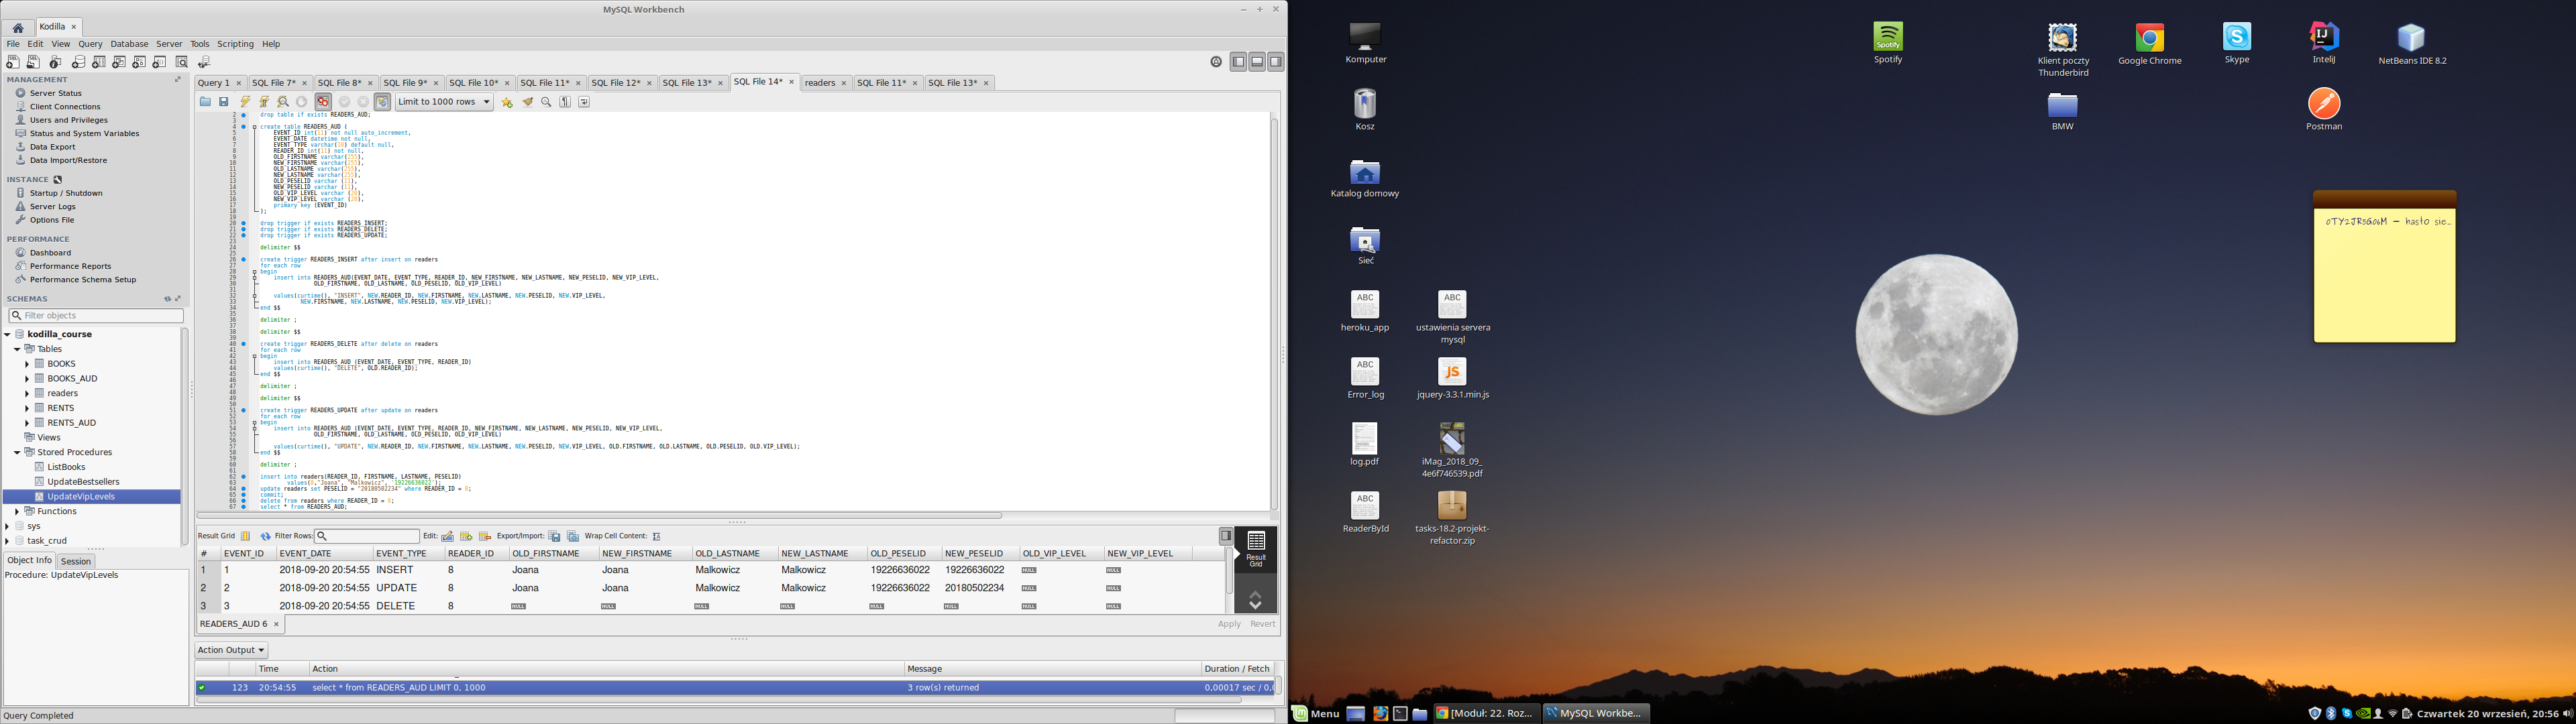 MySQL Workbench
Kodilla
File Edit View Query Database Server Tools Scripting Help
MANAGEMENT
Server Status
Client Connections
Users and Privileges
Status and System Variables
Data Export
Data Import/Restore
INSTANCE
Startup / Shutdown
Server Logs
Options File
PERFORMANCE
Dashboard
Performance Reports
Performance Schema Setup
SCHEMAS
Filter objects
kodilla_course
Tables
BOOKS
BOOKS_AUD
readers
RENTS
RENTS_AUD
Views
Stored Procedures
ListBooks
UpdateBestsellers
UpdateVipLevels
Functions
sys
task_crud
Object Info Session
Procedure: UpdateVipLevels
Query Completed
Query 1 SQL File 7* SQL File 8* SQL File 9* SQL File 10* SQL File 11* SQL File 12* SQL File 13* SQL File 14* readers SQL File 11* SQL File 13*
Limit to 1000 rows
2 drop table if exists READERS_AUD;
3
4 create table READERS_AUD (
5 EVENT_ID int(11) not null auto_increment,
6 EVENT_DATE datetime not null,
7 EVENT_TYPE varchar(10) default null,
8 READER_ID int(11) not null,
9 OLD_FIRSTNAME varchar(255),
10 NEW_FIRSTNAME varchar(255),
11 OLD_LASTNAME varchar(255),
12 NEW_LASTNAME varchar(255),
13 OLD_PESELID varchar (11),
14 NEW_PESELID varchar (11),
15 OLD_VIP_LEVEL varchar (20),
16 NEW_VIP_LEVEL varchar (20),
17 primary key (EVENT_ID)
18 );
19
20 drop trigger if exists READERS_INSERT;
21 drop trigger if exists READERS_DELETE;
22 drop trigger if exists READERS_UPDATE;
23
24 delimiter $$
25
26 create trigger READERS_INSERT after insert on readers
27 for each row
28 begin
29 insert into READERS_AUD(EVENT_DATE, EVENT_TYPE, READER_ID, NEW_FIRSTNAME, NEW_LASTNAME, NEW_PESELID, NEW_VIP_LEVEL,
30 OLD_FIRSTNAME, OLD_LASTNAME, OLD_PESELID, OLD_VIP_LEVEL)
31
32 values(curtime(), "INSERT", NEW.READER_ID, NEW.FIRSTNAME, NEW.LASTNAME, NEW.PESELID, NEW.VIP_LEVEL,
33 NEW.FIRSTNAME, NEW.LASTNAME, NEW.PESELID, NEW.VIP_LEVEL);
34 end $$
35
36 delimiter ;
37
38 delimiter $$
39
40 create trigger READERS_DELETE after delete on readers
41 for each row
42 begin
43 insert into READERS_AUD (EVENT_DATE, EVENT_TYPE, READER_ID)
44 values(curtime(), "DELETE", OLD.READER_ID);
45 end $$
46
47 delimiter ;
48
49 delimiter $$
50
51 create trigger READERS_UPDATE after update on readers
52 for each row
53 begin
54 insert into READERS_AUD (EVENT_DATE, EVENT_TYPE, READER_ID, NEW_FIRSTNAME, NEW_LASTNAME, NEW_PESELID, NEW_VIP_LEVEL,
55 OLD_FIRSTNAME, OLD_LASTNAME, OLD_PESELID, OLD_VIP_LEVEL)
56
57 values(curtime(), "UPDATE", NEW.READER_ID, NEW.FIRSTNAME, NEW.LASTNAME, NEW.PESELID, NEW.VIP_LEVEL, OLD.FIRSTNAME, OLD.LASTNAME, OLD.PESELID, OLD.VIP_LEVEL);
58 end $$
59
60 delimiter ;
61
62 insert into readers(READER_ID, FIRSTNAME, LASTNAME, PESELID)
63 values(8,"Joana", "Malkowicz", "19226636022");
64 update readers set PESELID = "20180502234" where READER_ID = 8;
65 commit;
66 delete from readers where READER_ID = 8;
67 select * from READERS_AUD;
Result Grid Filter Rows: Edit: Export/Import: Wrap Cell Content:
# EVENT_ID EVENT_DATE EVENT_TYPE READER_ID OLD_FIRSTNAME NEW_FIRSTNAME OLD_LASTNAME NEW_LASTNAME OLD_PESELID NEW_PESELID OLD_VIP_LEVEL NEW_VIP_LEVEL
1 1 2018-09-20 20:54:55 INSERT 8 Joana Joana Malkowicz Malkowicz 19226636022 19226636022 NULL NULL
2 2 2018-09-20 20:54:55 UPDATE 8 Joana Joana Malkowicz Malkowicz 19226636022 20180502234 NULL NULL
3 3 2018-09-20 20:54:55 DELETE 8 NULL NULL NULL NULL NULL NULL NULL NULL
Result Grid
READERS_AUD 6 Apply Revert
Action Output
Time Action Message Duration / Fetch
123 20:54:55 select * from READERS_AUD LIMIT 0, 1000 3 row(s) returned 0,00017 sec / 0,0
Komputer
Kosz
Katalog domowy
Sieć
ABC
heroku_app
ABC
ustawienia servera mysql
ABC
Error_log
JS
jquery-3.3.1.min.js
log.pdf
iMag_2018_09_4e6f746539.pdf
ABC
ReaderById
tasks-18.2-projekt-refactor.zip
Spotify
Spotify
Klient poczty Thunderbird
Google Chrome
Skype
IJ
InteliJ
NetBeans IDE 8.2
BMW
Postman
0TY2JR5G06M – hasło sie...
Menu
[Moduł: 22. Roz...
MySQL Workbe...
Czwartek 20 wrzesień, 20:56